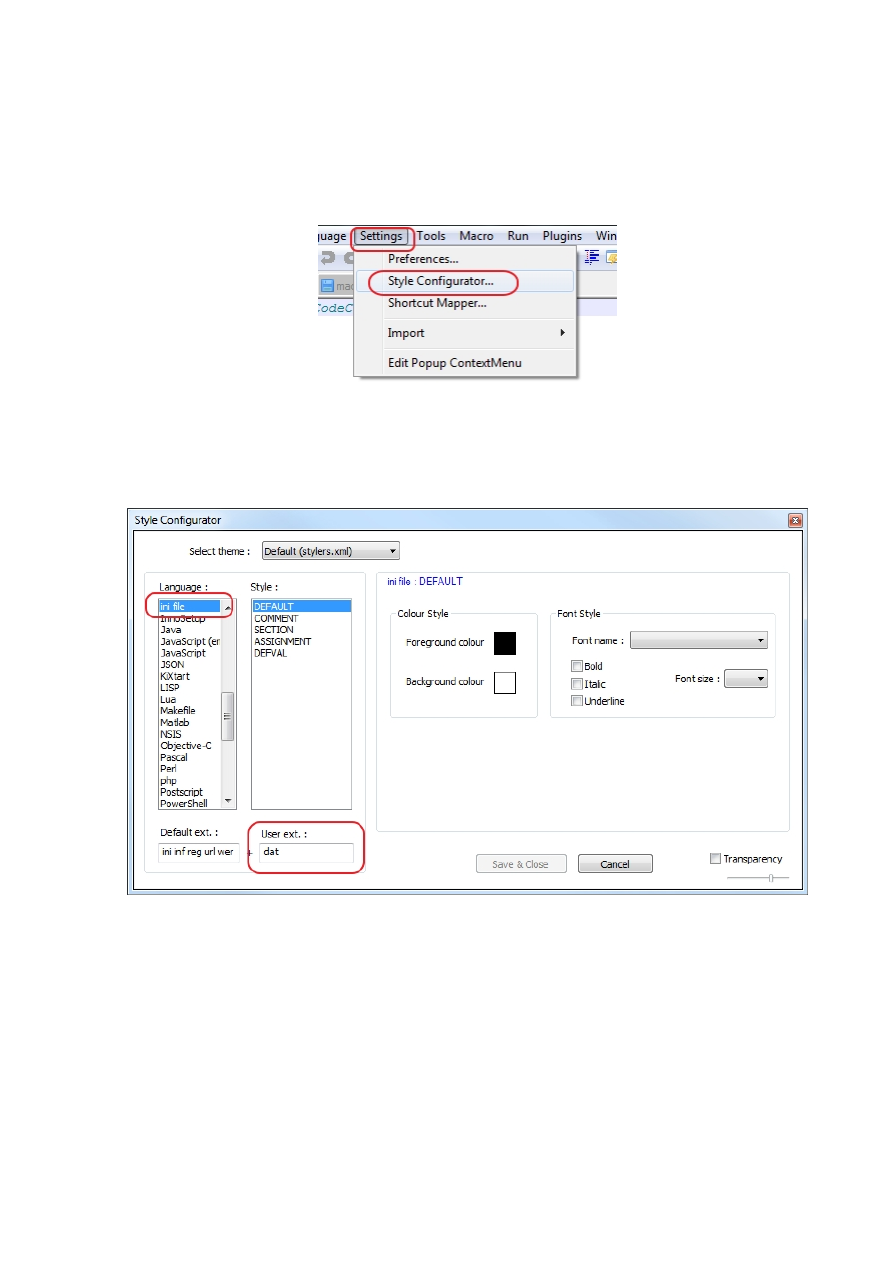 guage Settings Tools Macro Run Plugins Win
Preferences...
mac
Style Configurator...
CodeC
Shortcut Mapper...
Import
Edit Popup ContextMenu
Style Configurator
Select theme : Default (stylers.xml)
Language : Style :
ini file : DEFAULT
ini file DEFAULT
InnoSetup COMMENT
Java SECTION
JavaScript (em ASSIGNMENT
JavaScript DEFVAL
JSON
KiXtart
LISP
Lua
Makefile
Matlab
NSIS
Objective-C
Pascal
Perl
php
Postscript
PowerShell
Colour Style
Foreground colour
Background colour
Font Style
Font name :
Bold
Italic
Underline
Font size :
Default ext. : User ext. :
ini inf reg url wer + dat
Save & Close Cancel
Transparency